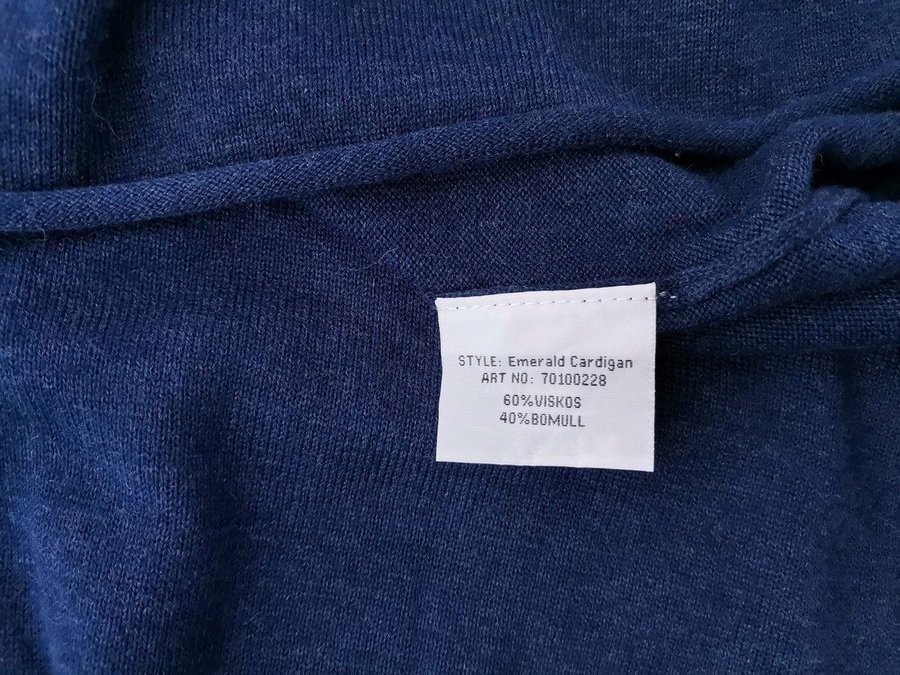 STYLE: Emerald Cardigan
ART NO: 70100228
60%VISKOS
40%BOMULL